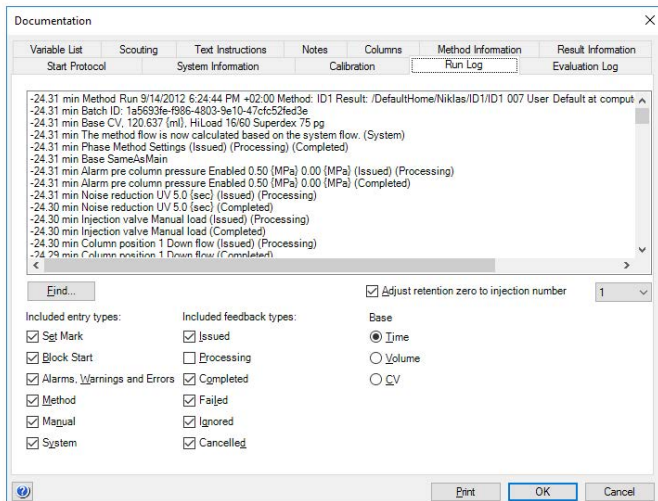 Documentation
Variable List Scouting Text Instructions Notes Columns Method Information Result Information
Start Protocol System Information Calibration Run Log Evaluation Log
-24.31 min Method Run 9/14/2012 6:24:44 PM +02:00 Method: ID1 Result: /DefaultHome/Niklas/ID1/ID1 007 User Default at comput
-24.31 min Batch ID: 1a5693fe-f986-4803-9e10-47cfc52fed3e
-24.31 min Base CV, 120.637 {ml}, HiLoad 16/60 Superdex 75 pg
-24.31 min The method flow is now calculated based on the system flow. (System)
-24.31 min Phase Method Settings (Issued) (Processing) (Completed)
-24.31 min Base SameAsMain
-24.31 min Alarm pre column pressure Enabled 0.50 {MPa} 0.00 {MPa} (Issued) (Processing)
-24.31 min Alarm pre column pressure Enabled 0.50 {MPa} 0.00 {MPa} (Completed)
-24.31 min Noise reduction UV 5.0 {sec} (Issued) (Processing)
-24.30 min Noise reduction UV 5.0 {sec} (Completed)
-24.30 min Injection valve Manual load (Issued) (Processing)
-24.30 min Injection valve Manual load (Completed)
-24.30 min Column position 1 Down flow (Issued) (Processing)
-24.29 min Column position 1 Down flow (Completed)
Find... Adjust retention zero to injection number 1
Included entry types: Included feedback types: Base
Set Mark Issued Time
Block Start Processing Volume
Alarms, Warnings and Errors Completed CV
Method Failed
Manual Ignored
System Cancelled
Print OK Cancel